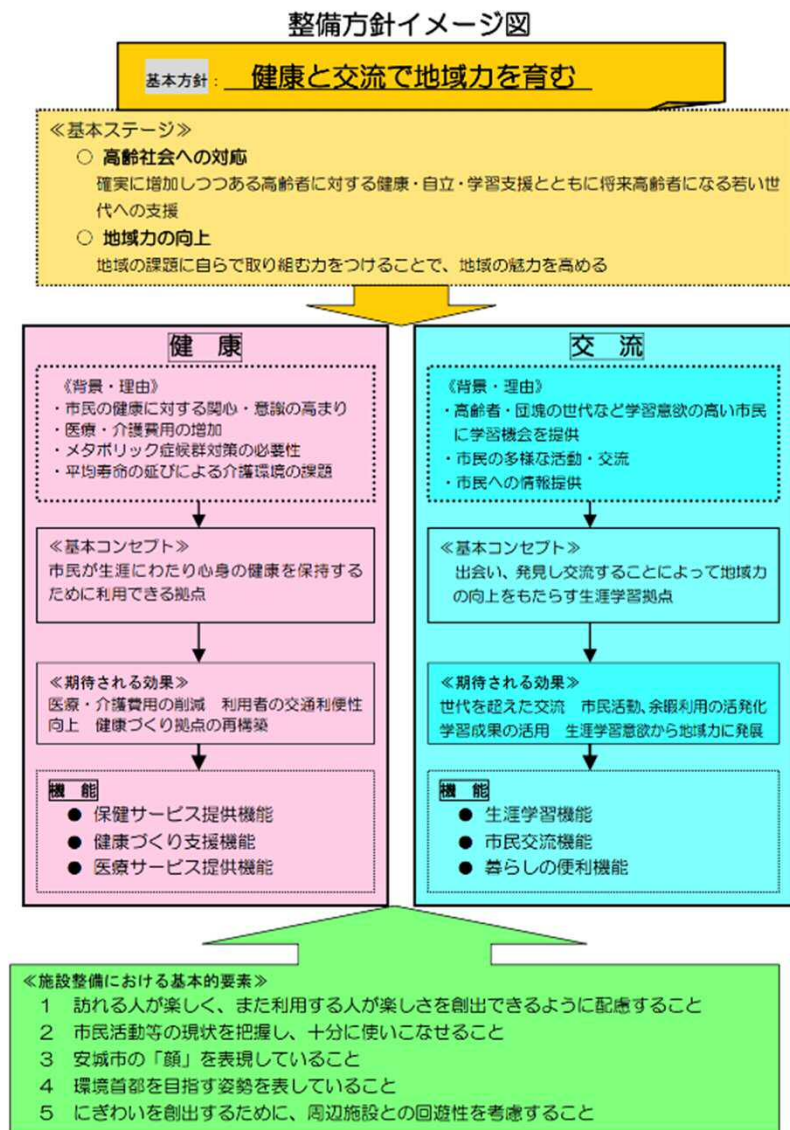 整備方針イメージ図
基本方針： 健康と交流で地域力を育む
≪基本ステージ≫
○ 高齢社会への対応
確実に増加しつつある高齢者に対する健康・自立・学習支援とともに将来高齢者になる若い世
代への支援
○ 地域力の向上
地域の課題に自らで取り組む力をつけることで、地域の魅力を高める
健 康
《背景・理由》
・市民の健康に対する関心・意識の高まり
・医療・介護費用の増加
・メタボリック症候群対策の必要性
・平均寿命の延びによる介護環境の課題
≪基本コンセプト≫
市民が生涯にわたり心身の健康を保持する
ために利用できる拠点
≪期待される効果≫
医療・介護費用の削減 利用者の交通利便性
向上 健康づくり拠点の再構築
機 能
● 保健サービス提供機能
● 健康づくり支援機能
● 医療サービス提供機能
交 流
《背景・理由》
・高齢者・団塊の世代など学習意欲の高い市民
に学習機会を提供
・市民の多様な活動・交流
・市民への情報提供
≪基本コンセプト≫
出会い、発見し交流することによって地域力
の向上をもたらす生涯学習拠点
≪期待される効果≫
世代を超えた交流 市民活動、余暇利用の活発化
学習成果の活用 生涯学習意欲から地域力に発展
機 能
● 生涯学習機能
● 市民交流機能
● 暮らしの便利機能
≪施設整備における基本的要素≫
１ 訪れる人が楽しく、また利用する人が楽しさを創出できるように配慮すること
２ 市民活動等の現状を把握し、十分に使いこなせること
３ 安城市の「顔」を表現していること
４ 環境首都を目指す姿勢を表していること
５ にぎわいを創出するために、周辺施設との回遊性を考慮すること